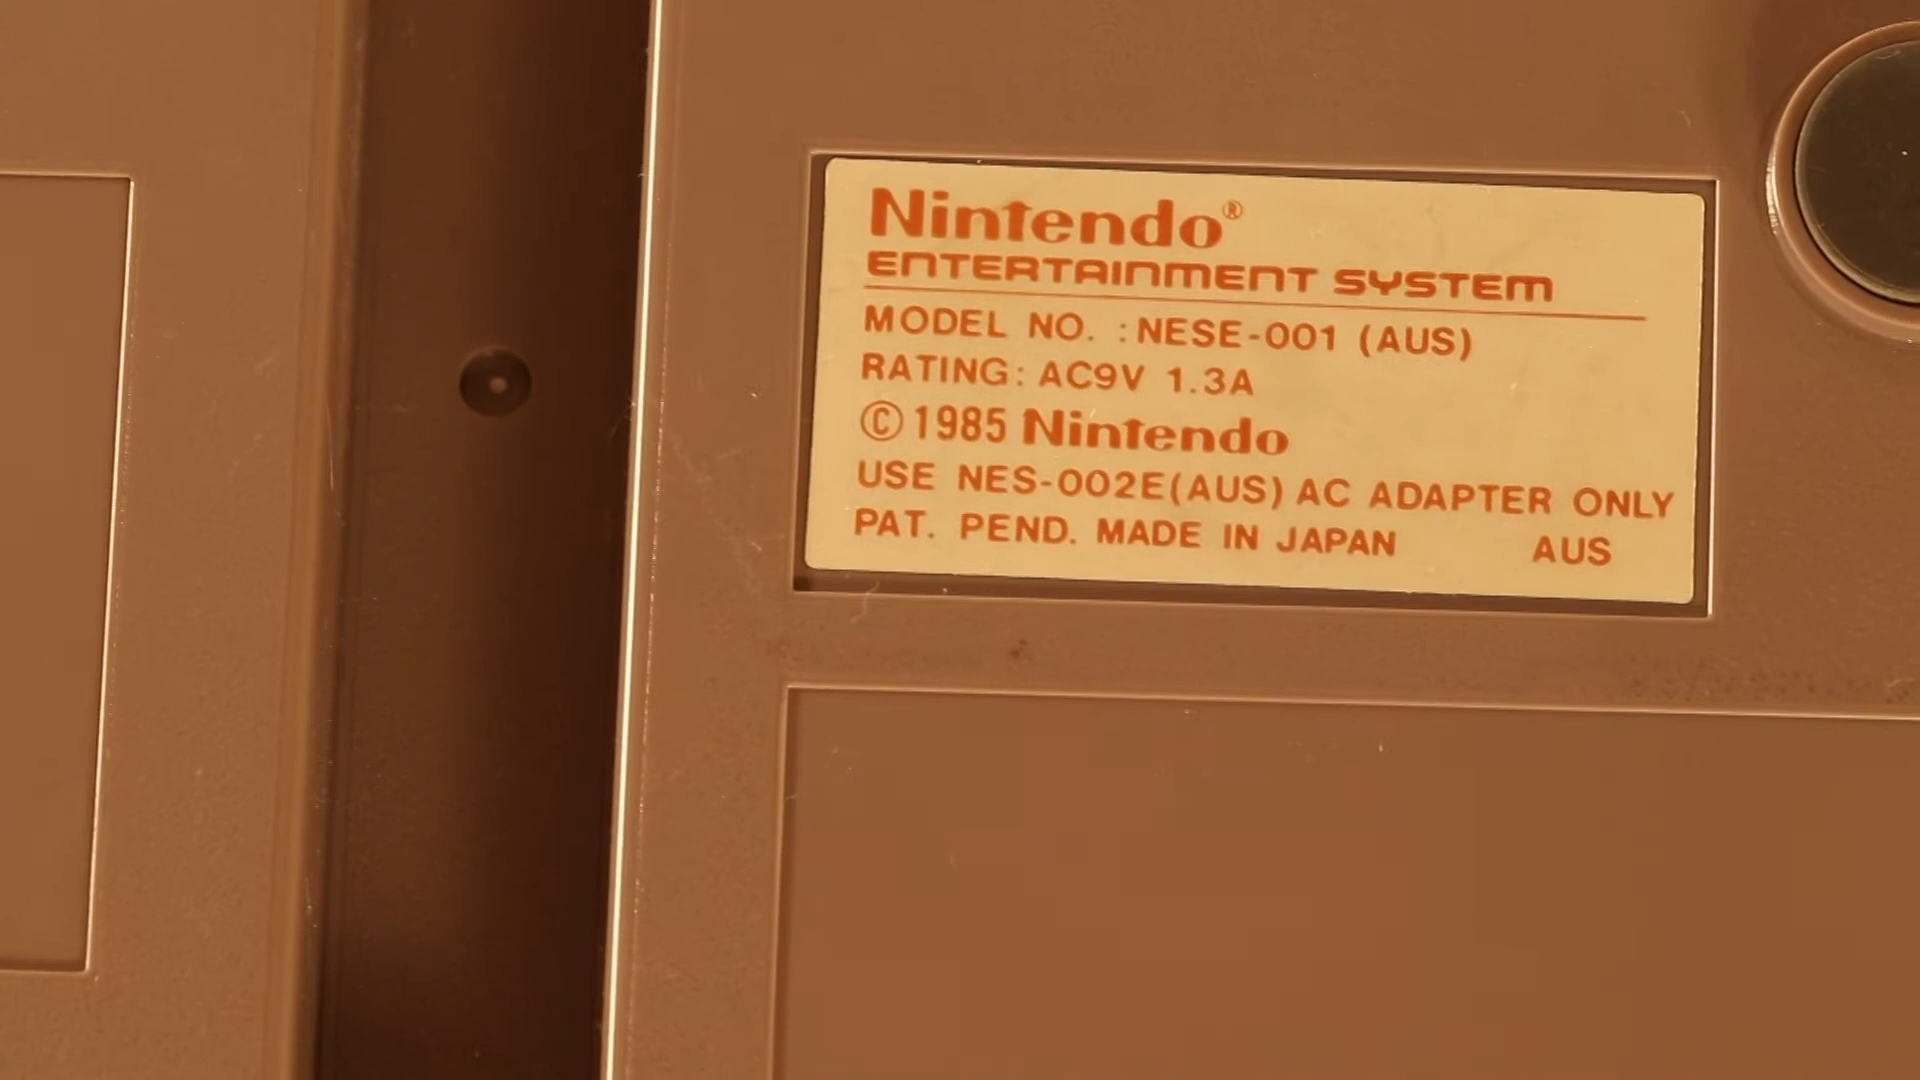 Nintendo®
ENTERTAINMENT SYSTEM
MODEL NO. :NESE-001 (AUS)
RATING: AC9V 1.3A
©1985 Nintendo
USE NES-002E(AUS) AC ADAPTER ONLY
PAT. PEND. MADE IN JAPAN AUS